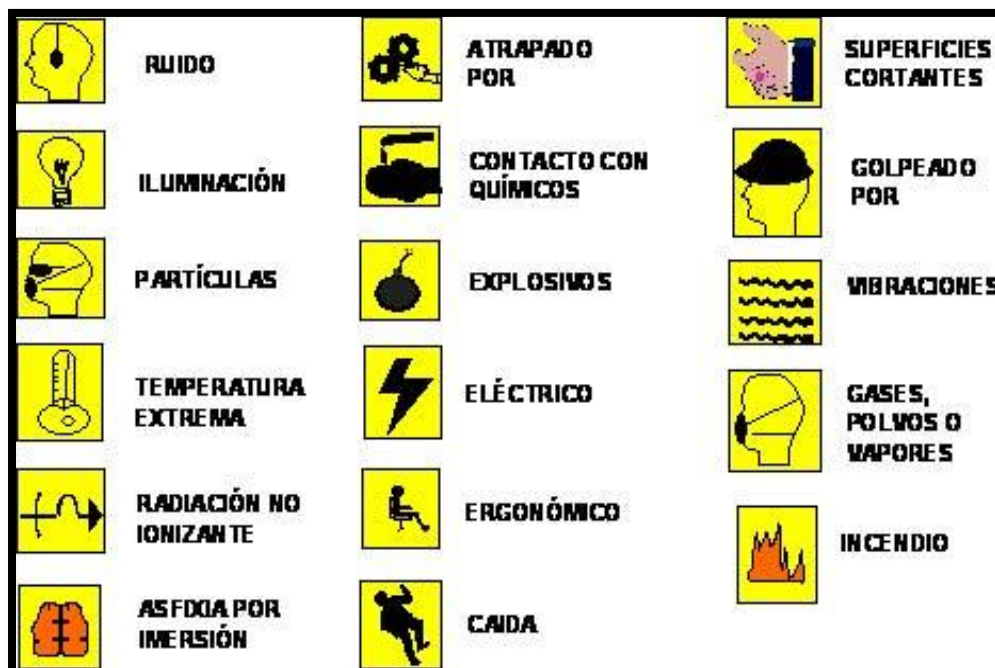 RUIDO
ILUMINACIÓN
PARTÍCULAS
TEMPERATURA
EXTREMA
RADIACIÓN NO
IONIZANTE
ASFIXIA POR
IMERSIÓN
ATRAPADO
POR
CONTACTO CON
QUÍMICOS
EXPLOSIVOS
ELÉCTRICO
ERGONÓMICO
CAIDA
SUPERFICIES
CORTANTES
GOLPEADO
POR
VIBRACIONES
GASES,
POLVOS O
VAPORES
INCENDIO